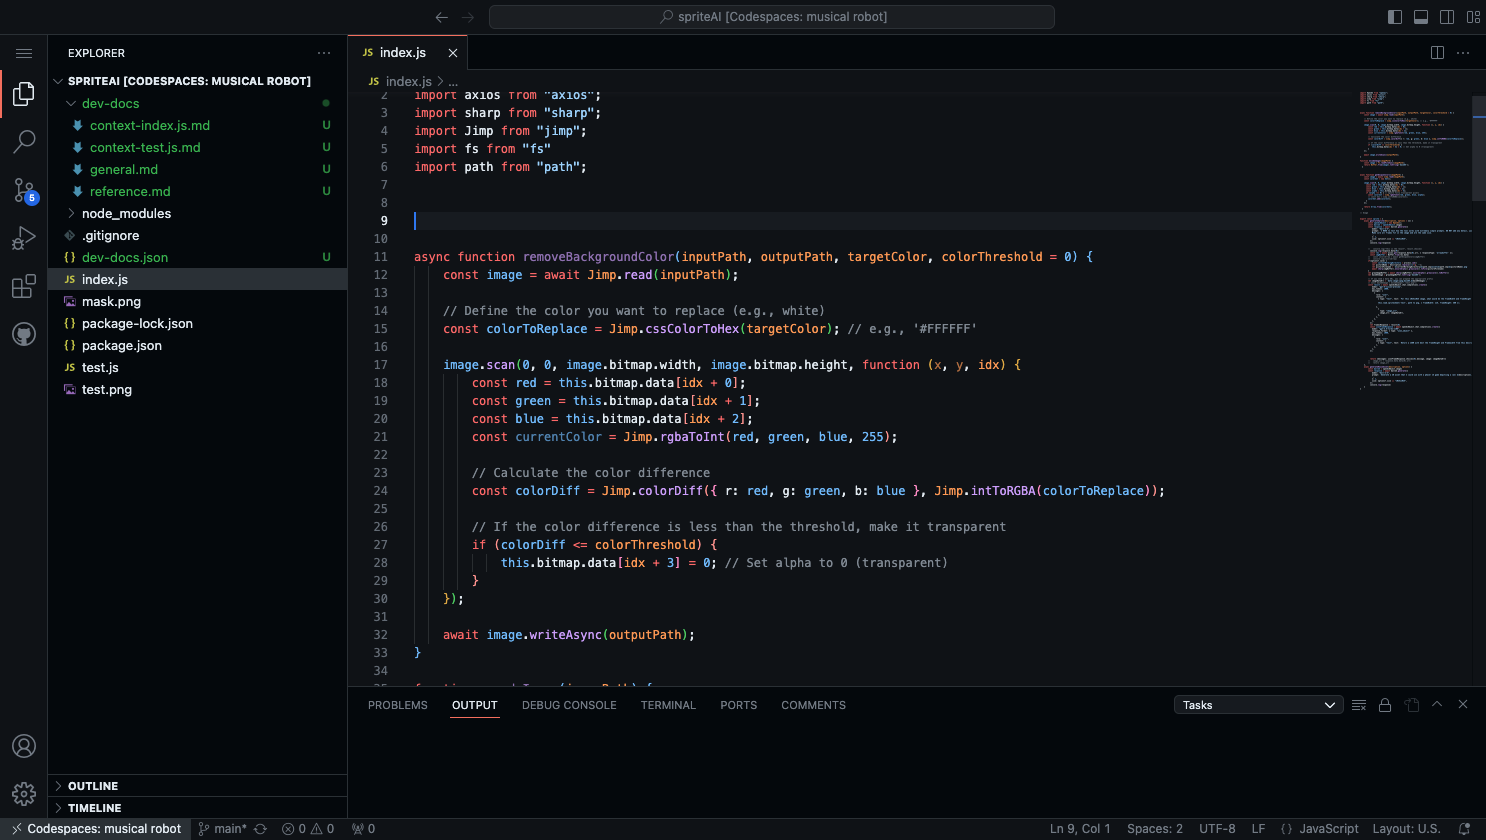 spriteAI [Codespaces: musical robot]
EXPLORER
SPRITEAI [CODESPACES: MUSICAL ROBOT]
dev-docs
context-index.js.md U
context-test.js.md U
general.md U
reference.md U
node_modules
.gitignore
{} dev-docs.json U
JS index.js
mask.png
{} package-lock.json
{} package.json
JS test.js
test.png
OUTLINE
TIMELINE
5
JS index.js
JS index.js > ...
2 import axios from "axios";
3 import sharp from "sharp";
4 import Jimp from "jimp";
5 import fs from "fs"
6 import path from "path";
7
8
9
10
11 async function removeBackgroundColor(inputPath, outputPath, targetColor, colorThreshold = 0) {
12 const image = await Jimp.read(inputPath);
13
14 // Define the color you want to replace (e.g., white)
15 const colorToReplace = Jimp.cssColorToHex(targetColor); // e.g., '#FFFFFF'
16
17 image.scan(0, 0, image.bitmap.width, image.bitmap.height, function (x, y, idx) {
18 const red = this.bitmap.data[idx + 0];
19 const green = this.bitmap.data[idx + 1];
20 const blue = this.bitmap.data[idx + 2];
21 const currentColor = Jimp.rgbaToInt(red, green, blue, 255);
22
23 // Calculate the color difference
24 const colorDiff = Jimp.colorDiff({ r: red, g: green, b: blue }, Jimp.intToRGBA(colorToReplace));
25
26 // If the color difference is less than the threshold, make it transparent
27 if (colorDiff <= colorThreshold) {
28 this.bitmap.data[idx + 3] = 0; // Set alpha to 0 (transparent)
29 }
30 });
31
32 await image.writeAsync(outputPath);
33 }
34
PROBLEMS OUTPUT DEBUG CONSOLE TERMINAL PORTS COMMENTS
Tasks
Codespaces: musical robot main* 0 0 0
Ln 9, Col 1 Spaces: 2 UTF-8 LF {} JavaScript Layout: U.S.